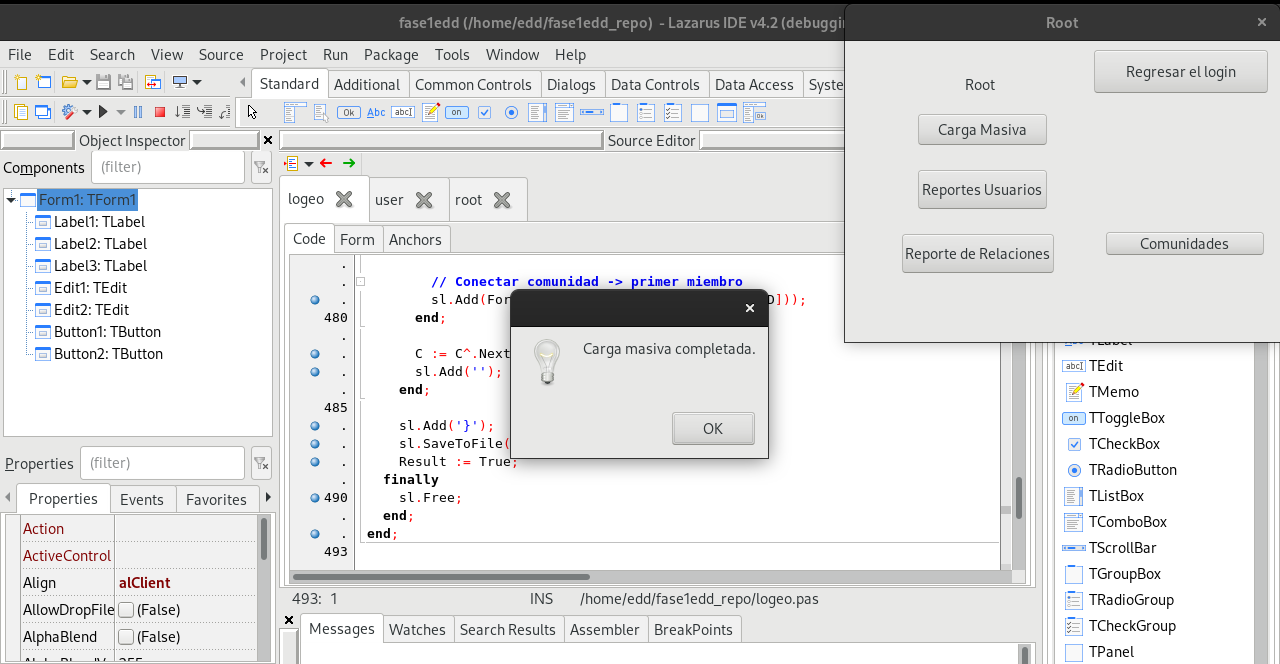 fase1edd (/home/edd/fase1edd_repo) - Lazarus IDE v4.2 (debuggin
Root
File Edit Search View Source Project Run Package Tools Window Help
Standard Additional Common Controls Dialogs Data Controls Data Access Syste
Object Inspector
Source Editor
Components (filter)
Form1: TForm1
Label1: TLabel
Label2: TLabel
Label3: TLabel
Edit1: TEdit
Edit2: TEdit
Button1: TButton
Button2: TButton
Properties (filter)
Properties Events Favorites
Action
ActiveControl
Align alClient
AllowDropFile (False)
AlphaBlend (False)
255
logeo user root
Code Form Anchors
// Conectar comunidad -> primer miembro
sl.Add(For
]));
480 end;
C := C^.Next
sl.Add('');
end;
485
sl.Add('}');
sl.SaveToFile(
Result := True;
finally
490 sl.Free;
end;
end;
493
493: 1 INS /home/edd/fase1edd_repo/logeo.pas
Messages Watches Search Results Assembler BreakPoints
Carga masiva completada.
OK
Root
Regresar el login
Carga Masiva
Reportes Usuarios
Reporte de Relaciones
Comunidades
TLabel
TEdit
TMemo
TToggleBox
TCheckBox
TRadioButton
TListBox
TComboBox
TScrollBar
TGroupBox
TRadioGroup
TCheckGroup
TPanel